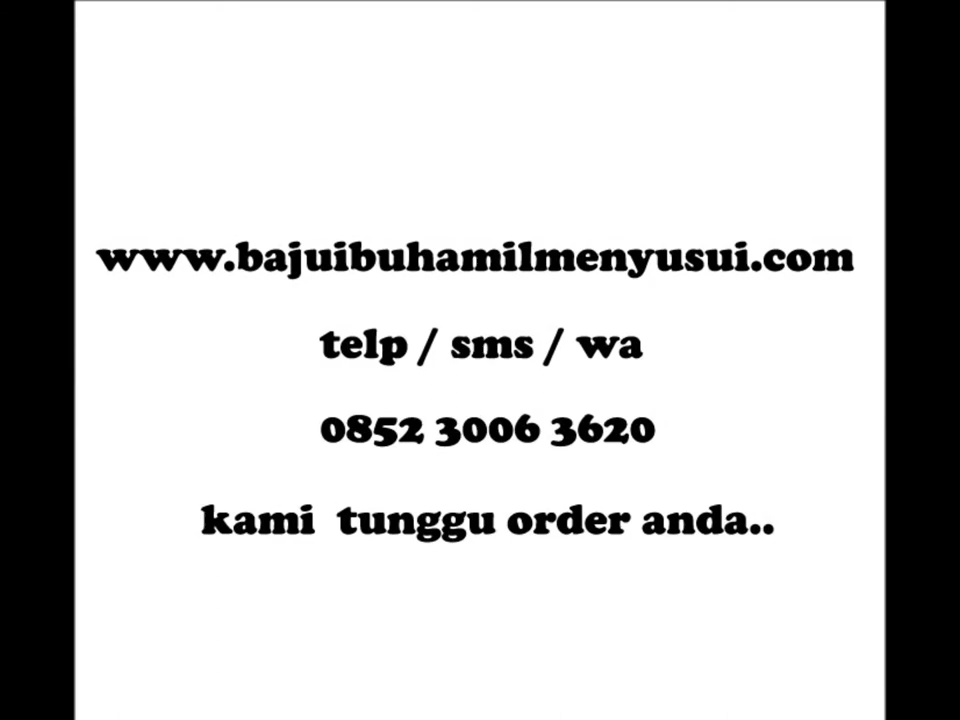 www.bajuibuhamilmenyusui.com
telp / sms / wa
0852 3006 3620
kami tunggu order anda..